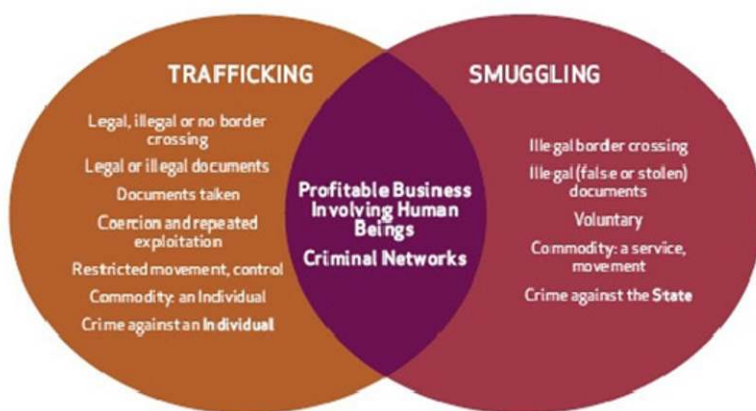 TRAFFICKING
Legal, illegal or no border
crossing
Legal or illegal documents
Documents taken
Coercion and repeated
exploitation
Restricted movement, control
Commodity: an Individual
Crime against an Individual
Profitable Business
Involving Human
Beings
Criminal Networks
SMUGGLING
Illegal border crossing
Illegal (false or stolen)
documents
Voluntary
Commodity: a service,
movement
Crime against the State